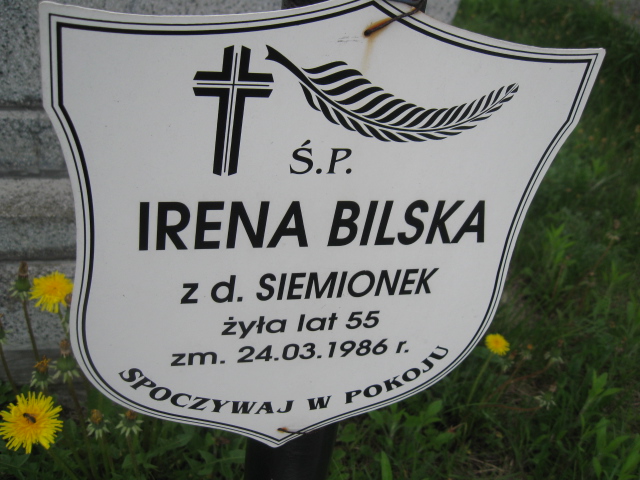 Ś.P.
IRENA BILSKA
z d. SIEMIONEK
żyła lat 55
zm. 24.03.1986 r.
SPOCZYWAJ W POKOJU